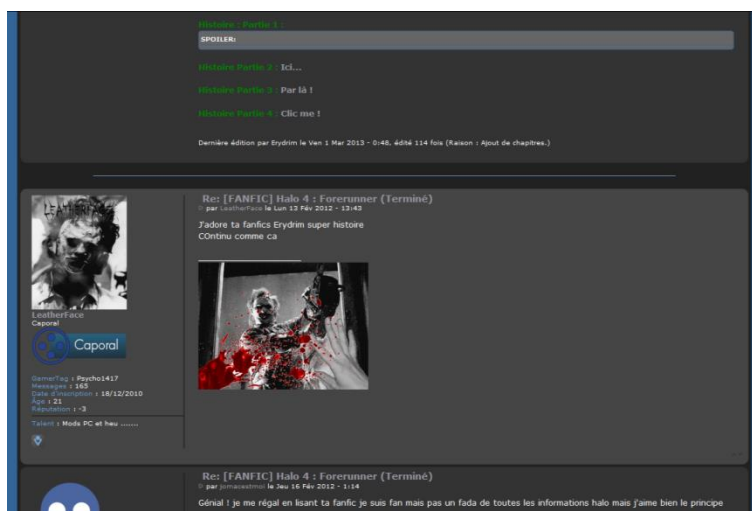 Histoire : Partie 1 :
SPOILER:
Histoire Partie 2 : Ici...
Histoire Partie 3 : Par là !
Histoire Partie 4 : Clic me !
Dernière édition par Erydrim le Ven 1 Mar 2013 - 0:48, édité 114 fois (Raison : Ajout de chapitres.)
Re: [FANFIC] Halo 4 : Forerunner (Terminé)
par LeatherFace le Lun 13 Fév 2012 - 13:43
J'adore ta fanfics Erydrim super histoire
COntinu comme ca
LEATHERFACE
LeatherFace
Caporal
Caporal
GamerTag : Psycho1417
Messages : 165
Date d'inscription : 18/12/2010
Âge : 21
Réputation : -3
Talent : Mods PC et heu .......
Re: [FANFIC] Halo 4 : Forerunner (Terminé)
par jomaceatmoi le Jeu 16 Fév 2012 - 1:14
Génial ! je me régal en lisant ta fanfic je suis fan mais pas un fada de toutes les informations halo mais j'aime bien le principe